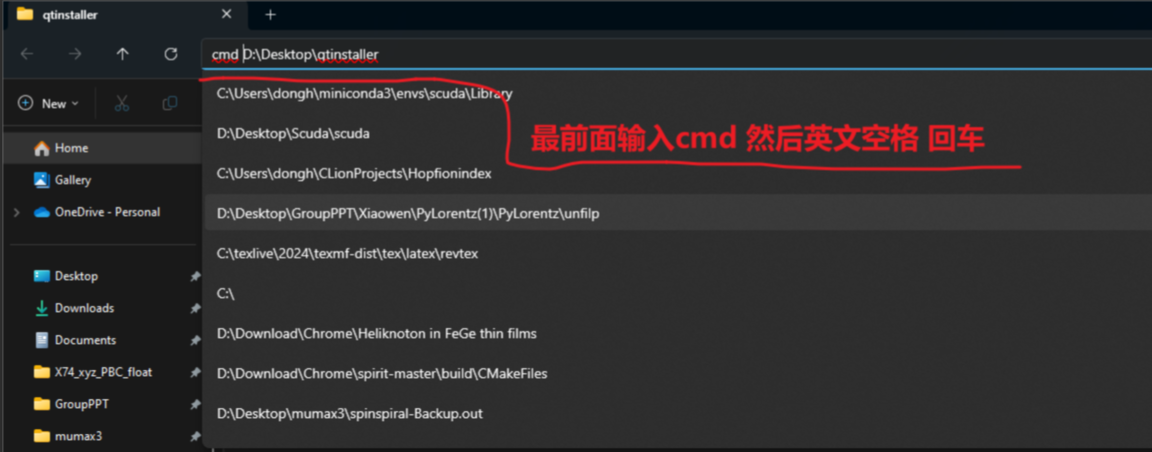 qtinstaller
cmd D:\Desktop\qtinstaller
New
C:\Users\dongh\miniconda3\envs\scuda\Library
D:\Desktop\Scuda\scuda
最前面输入cmd 然后英文空格 回车
Home
C:\Users\dongh\CLionProjects\Hopfionindex
Gallery
OneDrive - Personal
D:\Desktop\GroupPPT\Xiaowen\PyLorentz(1)\PyLorentz\unfilp
C:\texlive\2024\texmf-dist\tex\latex\revtex
Desktop
C:\
Downloads
D:\Download\Chrome\Heliknoton in FeGe thin films
Documents
X74_xyz_PBC_float
D:\Download\Chrome\spirit-master\build\CMakeFiles
GroupPPT
D:\Desktop\mumax3\spinspiral-Backup.out
mumax3